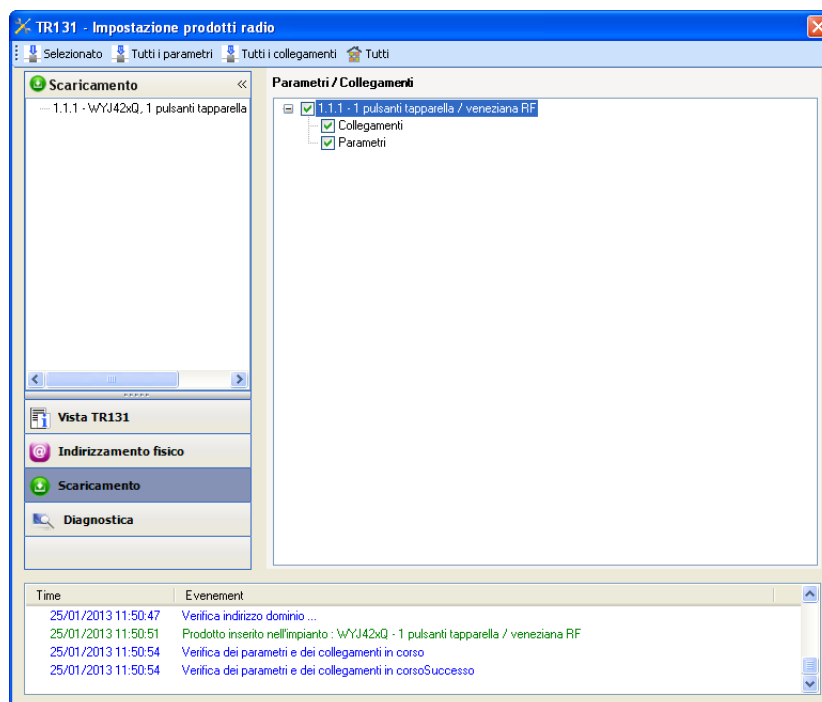 TR131 - Impostazione prodotti radio
Selezionato Tutti i parametri Tutti i collegamenti Tutti
Scaricamento
1.1.1 - WYJ42xQ, 1 pulsanti tapparella
Vista TR131
Indirizzamento fisico
Scaricamento
Diagnostica
Parametri / Collegamenti
1.1.1 - 1 pulsanti tapparella / veneziana RF
Collegamenti
Parametri
Time Evenement
25/01/2013 11:50:47 Verifica indirizzo dominio ...
25/01/2013 11:50:51 Prodotto inserito nell'impianto : WYJ42xQ - 1 pulsanti tapparella / veneziana RF
25/01/2013 11:50:54 Verifica dei parametri e dei collegamenti in corso
25/01/2013 11:50:54 Verifica dei parametri e dei collegamenti in corsoSuccesso